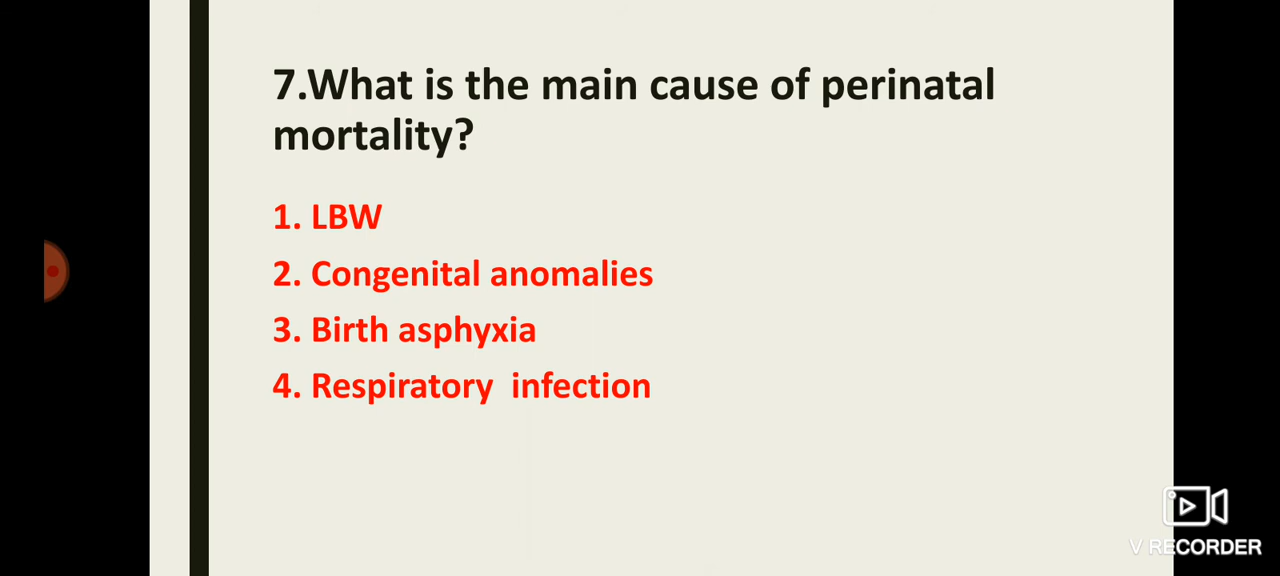 7.What is the main cause of perinatal
mortality?
1. LBW
2. Congenital anomalies
3. Birth asphyxia
4. Respiratory infection
V RECORDER